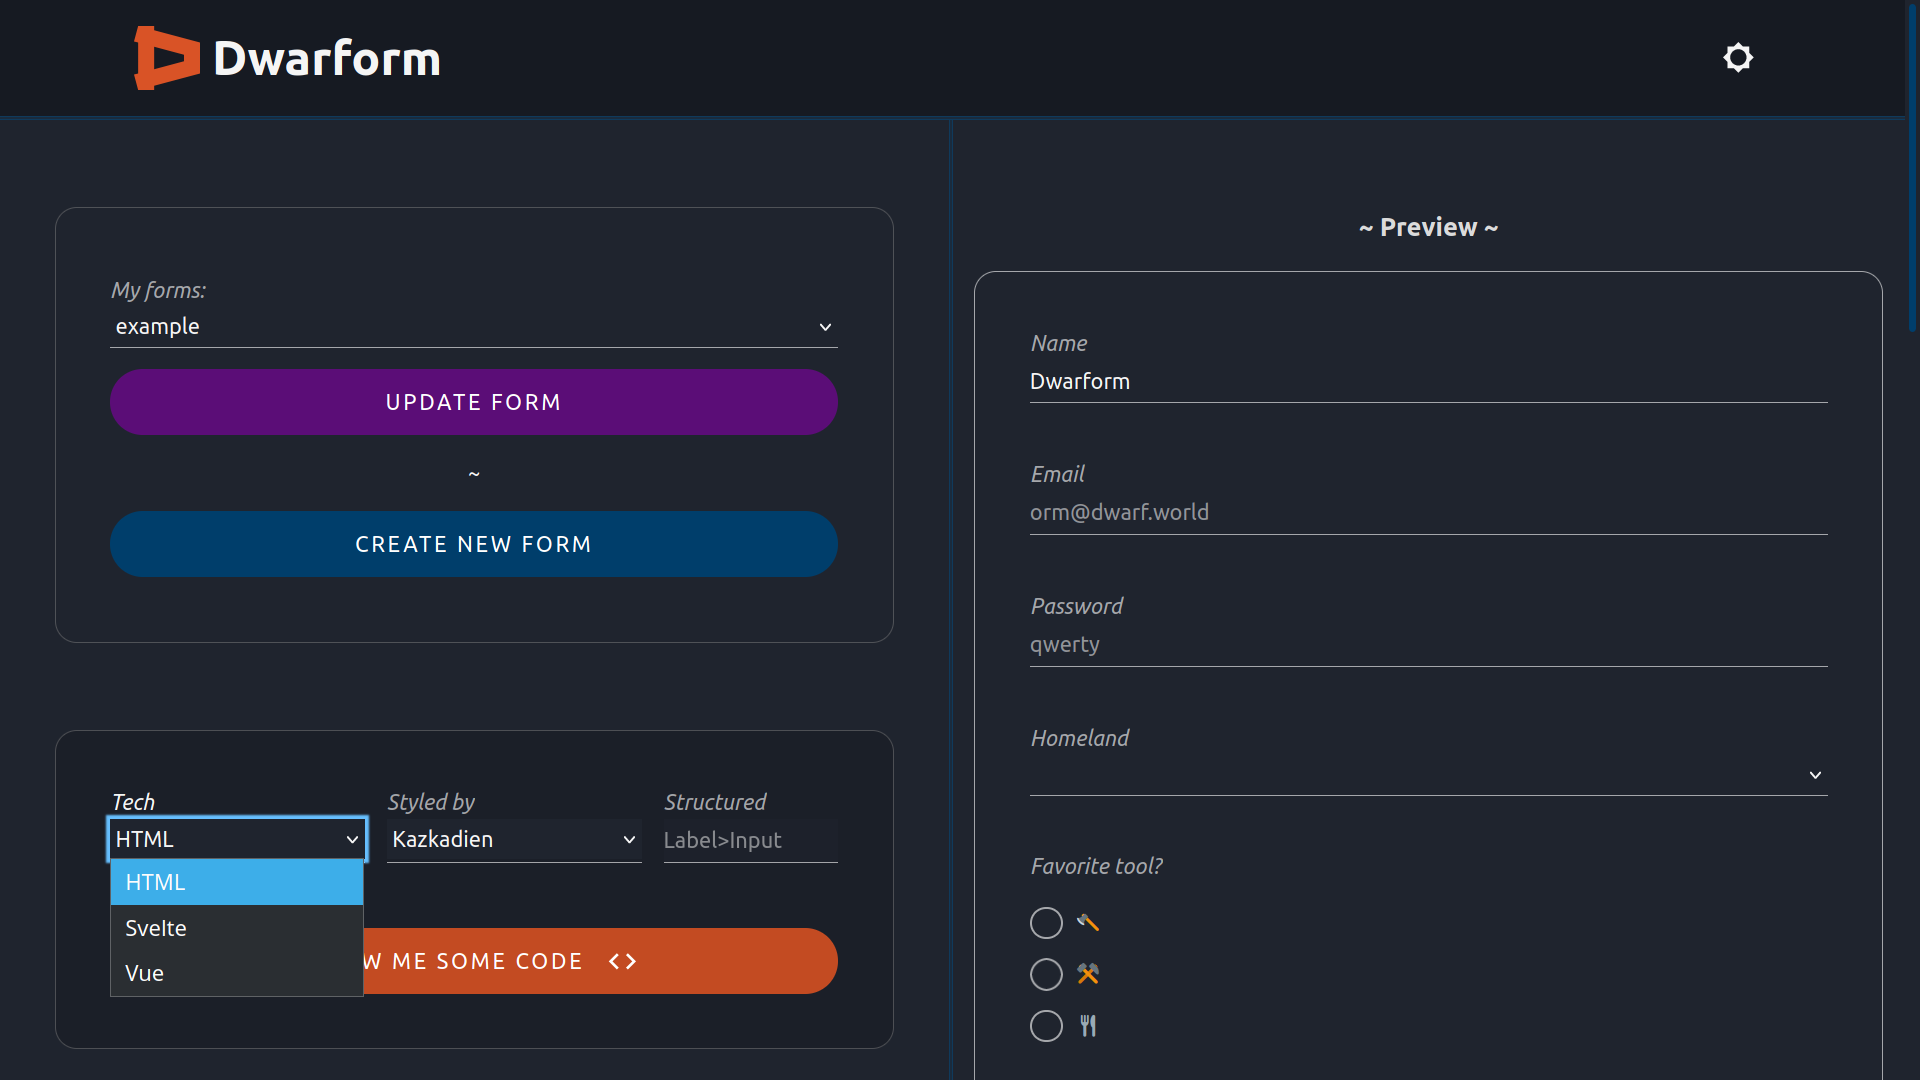 Dwarform
My forms:
example
UPDATE FORM
~
CREATE NEW FORM
Tech
HTML
HTML
Svelte
Vue
Styled by
Kazkadien
Structured
Label>Input
W ME SOME CODE <>
~ Preview ~
Name
Dwarform
Email
orm@dwarf.world
Password
qwerty
Homeland
Favorite tool?